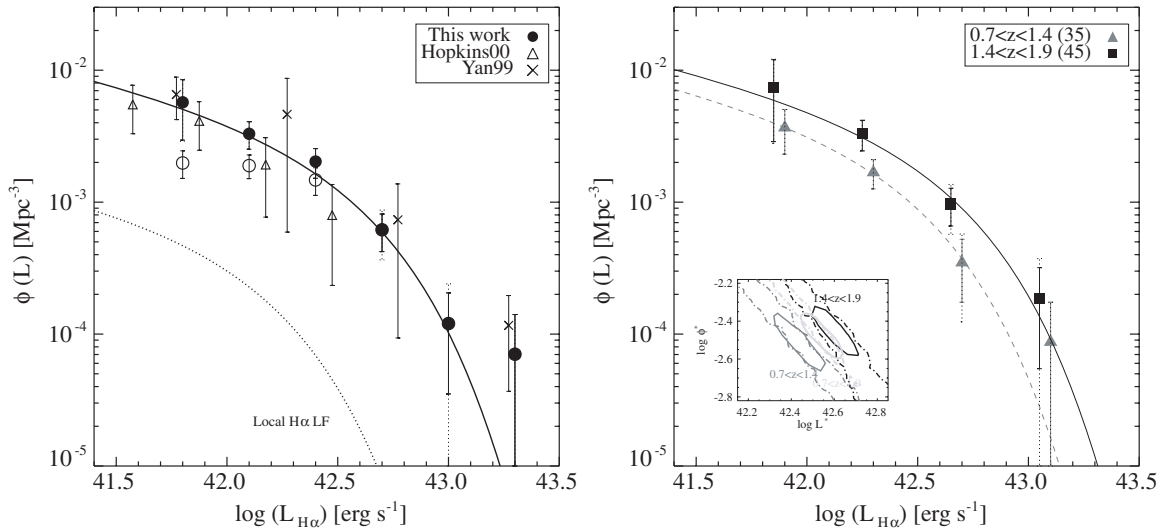 This work
Hopkins00
Yan99
10⁻²
10⁻³
10⁻⁴
10⁻⁵
ϕ (L) [Mpc⁻³]
Local Hα LF
41.5 42.0 42.5 43.0 43.5
log (L Hα) [erg s⁻¹]
0.7<z<1.4 (35)
1.4<z<1.9 (45)
10⁻²
10⁻³
10⁻⁴
10⁻⁵
ϕ (L) [Mpc⁻³]
-2.2
-2.4
-2.6
-2.8
log ϕ*
1.4<z<1.9
0.7<z<1.4
42.2 42.4 42.6 42.8
log L*
41.5 42.0 42.5 43.0 43.5
log (L Hα) [erg s⁻¹]